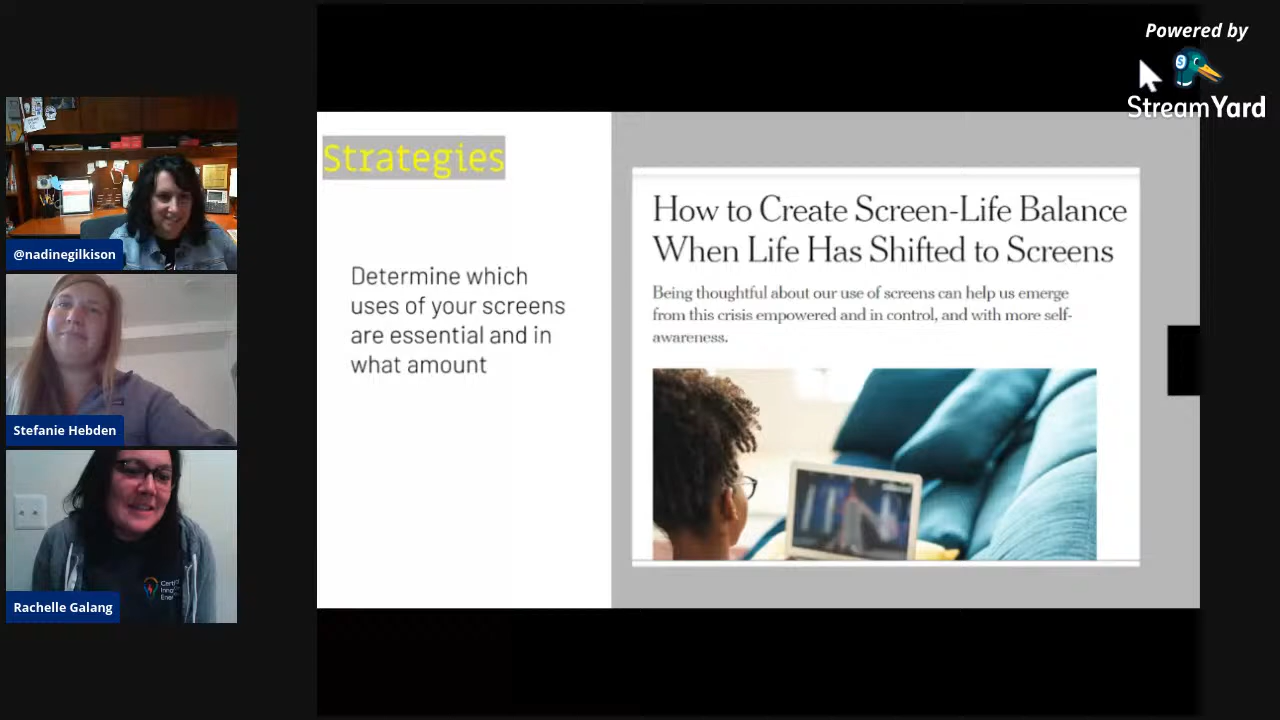 Powered by
StreamYard
Strategies
Determine which
uses of your screens
are essential and in
what amount
How to Create Screen-Life Balance
When Life Has Shifted to Screens
Being thoughtful about our use of screens can help us emerge
from this crisis empowered and in control, and with more self-
awareness.
@nadinegilkison
Stefanie Hebden
Rachelle Galang